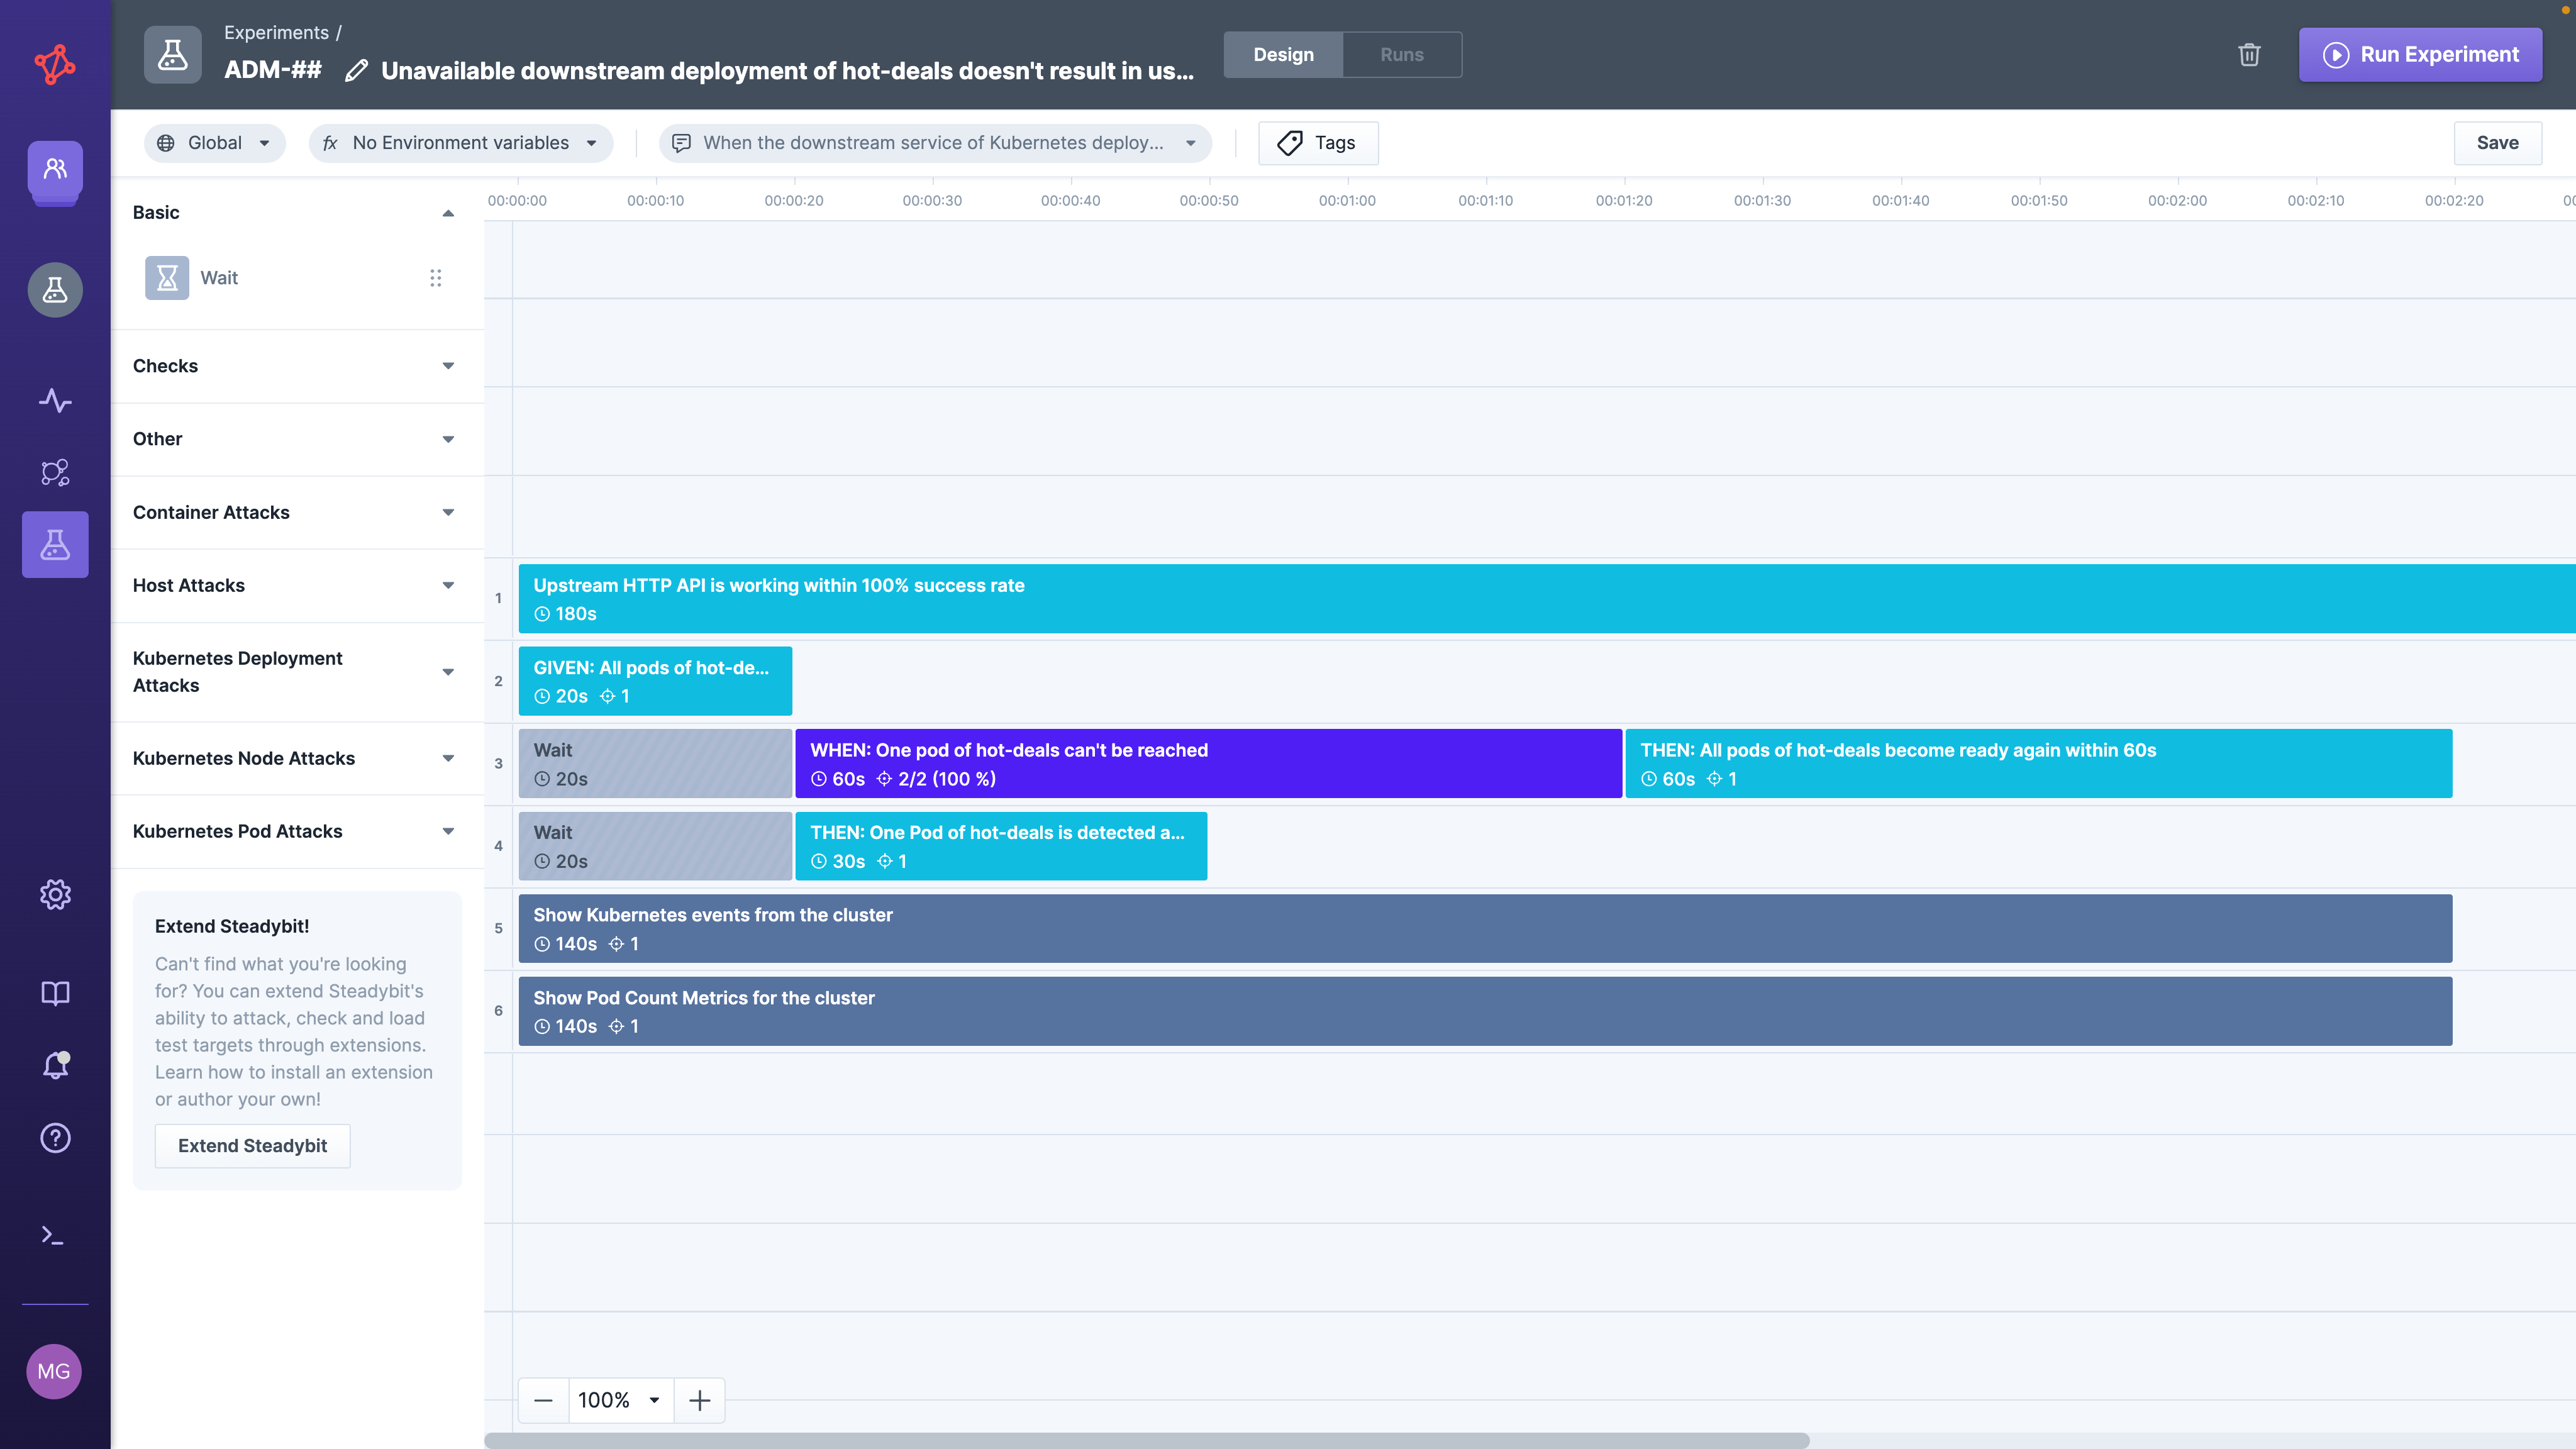 Experiments /
ADM-##
Unavailable downstream deployment of hot-deals doesn't result in us...
Design
Runs
Run Experiment
Global
fx No Environment variables
When the downstream service of Kubernetes deploy...
Tags
Save
Basic
Wait
Checks
Other
Container Attacks
Host Attacks
Kubernetes Deployment
Attacks
Kubernetes Node Attacks
Kubernetes Pod Attacks
Extend Steadybit!
Can't find what you're looking
for? You can extend Steadybit's
ability to attack, check and load
test targets through extensions.
Learn how to install an extension
or author your own!
Extend Steadybit
MG
00:00:00 00:00:10 00:00:20 00:00:30 00:00:40 00:00:50 00:01:00 00:01:10 00:01:20 00:01:30 00:01:40 00:01:50 00:02:00 00:02:10 00:02:20
1
Upstream HTTP API is working within 100% success rate
180s
2
GIVEN: All pods of hot-de...
20s 1
3
Wait
20s
WHEN: One pod of hot-deals can't be reached
60s 2/2 (100 %)
THEN: All pods of hot-deals become ready again within 60s
60s 1
4
Wait
20s
THEN: One Pod of hot-deals is detected a...
30s 1
5
Show Kubernetes events from the cluster
140s 1
6
Show Pod Count Metrics for the cluster
140s 1
100%